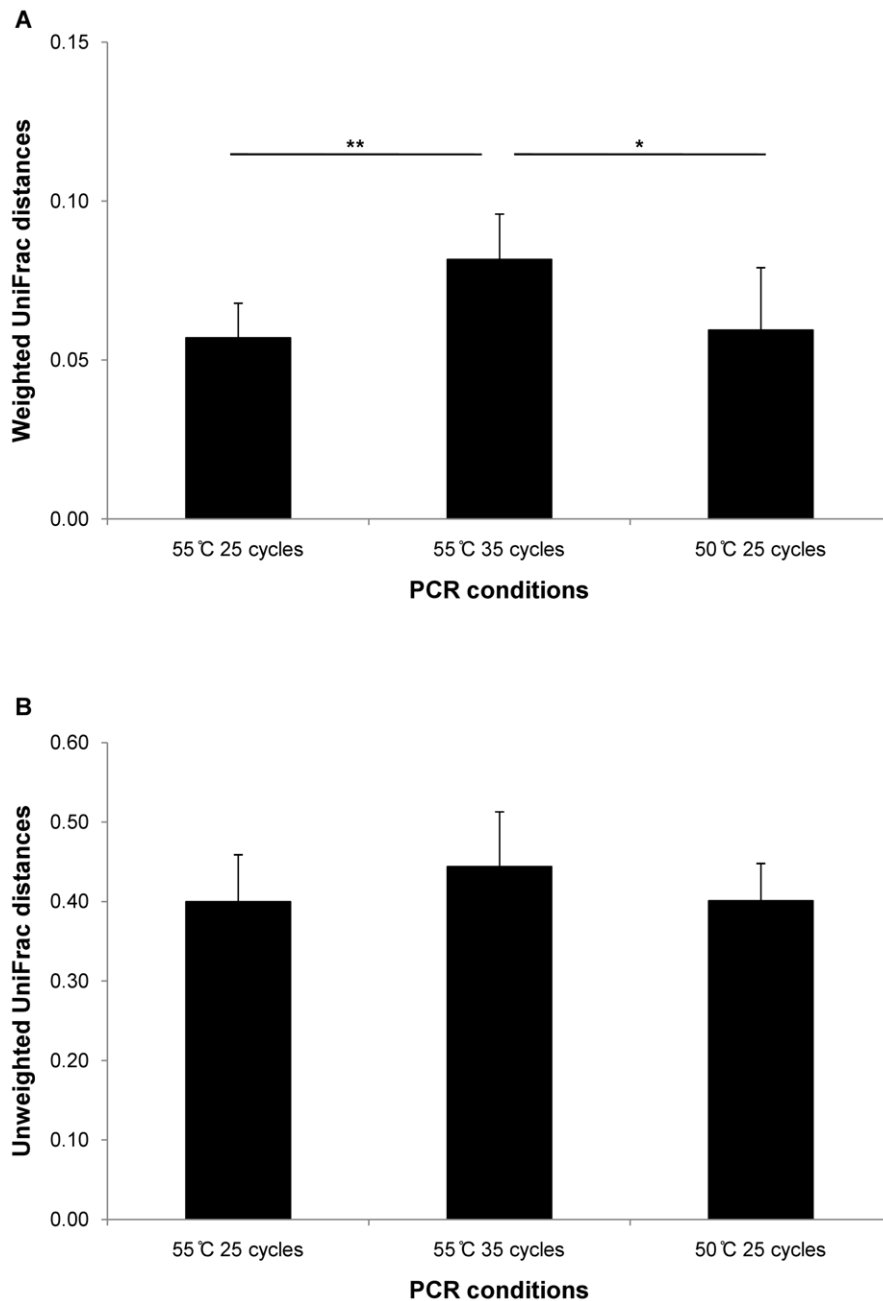 A
Weighted UniFrac distances
0.15
0.10
0.05
0.00
**
*
55℃ 25 cycles
55℃ 35 cycles
50℃ 25 cycles
PCR conditions
B
Unweighted UniFrac distances
0.60
0.50
0.40
0.30
0.20
0.10
0.00
55℃ 25 cycles
55℃ 35 cycles
50℃ 25 cycles
PCR conditions